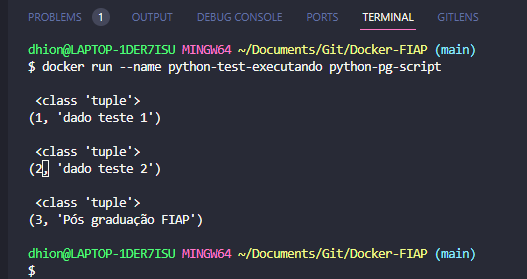 PROBLEMS 1 OUTPUT DEBUG CONSOLE PORTS TERMINAL GITLENS
dhion@LAPTOP-1DER7ISU MINGW64 ~/Documents/Git/Docker-FIAP (main)
$ docker run --name python-test-executando python-pg-script
<class 'tuple'>
(1, 'dado teste 1')
<class 'tuple'>
(2, 'dado teste 2')
<class 'tuple'>
(3, 'Pós graduação FIAP')
dhion@LAPTOP-1DER7ISU MINGW64 ~/Documents/Git/Docker-FIAP (main)
$